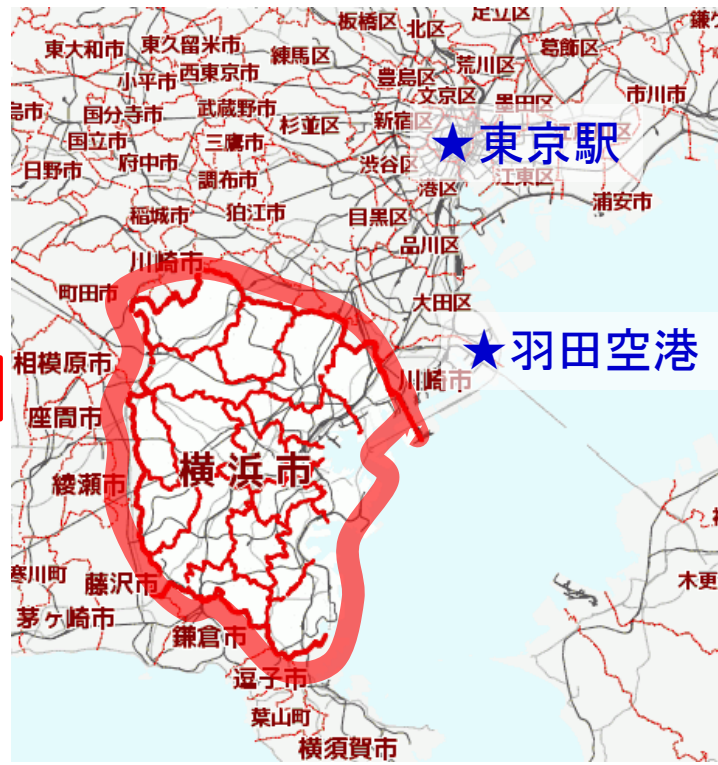 板橋区
北区
足立区
葛飾区
東大和市
東久留米市
練馬区
荒川区
小平市
西東京市
豊島区
文京区
墨田区
市川市
国分寺市
武蔵野市
杉並区
新宿区
国立市
三鷹市
★東京駅
日野市
府中市
調布市
渋谷区
港区
江東区
浦安市
稲城市
狛江市
目黒区
品川区
川崎市
町田市
大田区
★羽田空港
相模原市
川崎市
座間市
横浜市
綾瀬市
寒川町
藤沢市
木更
茅ヶ崎市
鎌倉市
逗子市
葉山町
横須賀市